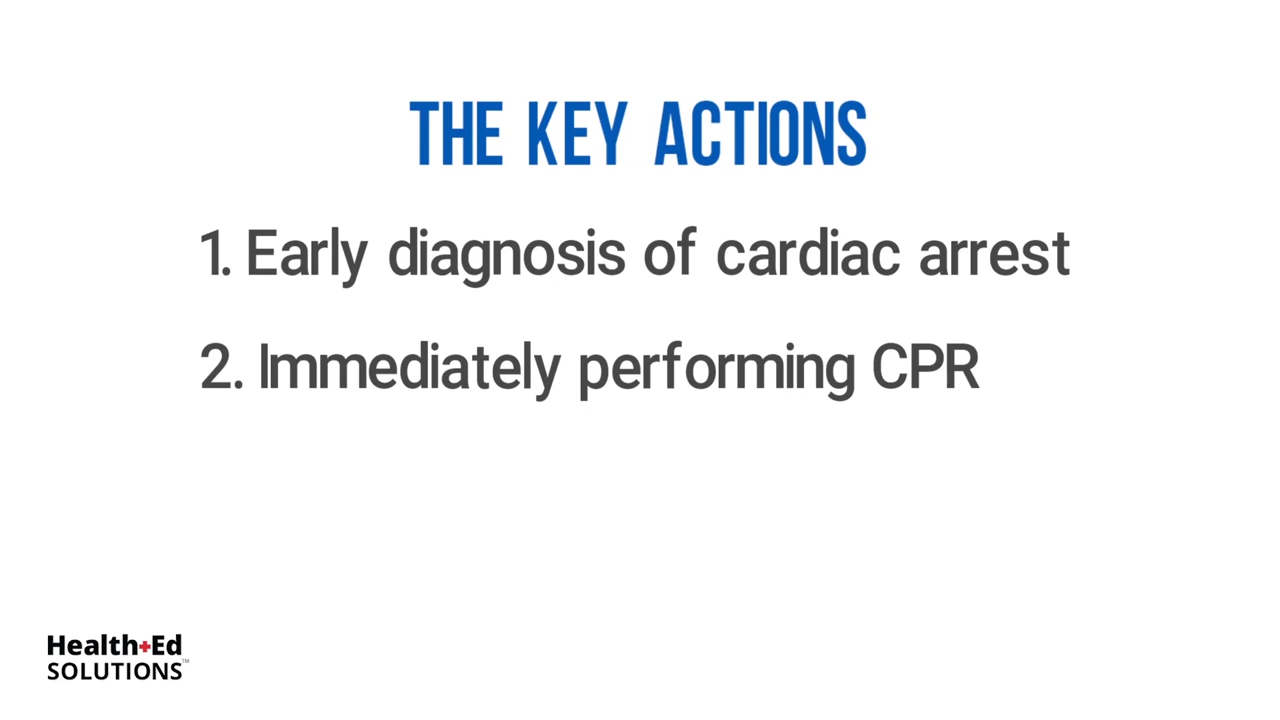 THE KEY ACTIONS
1. Early diagnosis of cardiac arrest
2. Immediately performing CPR
Health+Ed
SOLUTIONS™